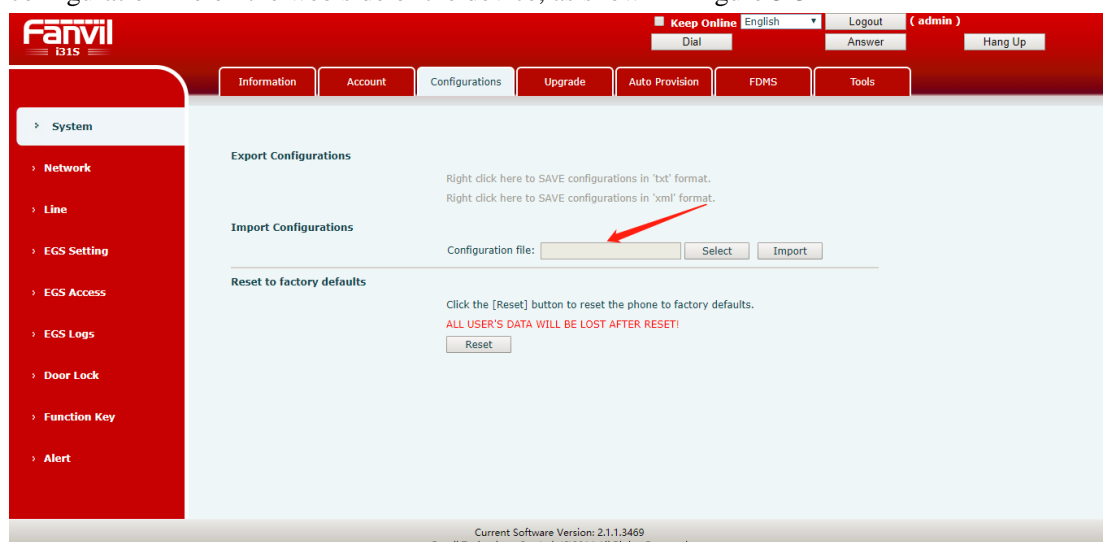 Fanvil
i31S
Keep Online English Logout ( admin )
Dial Answer Hang Up
Information Account Configurations Upgrade Auto Provision FDMS Tools
› System
› Network
› Line
› EGS Setting
› EGS Access
› EGS Logs
› Door Lock
› Function Key
› Alert
Export Configurations
Right click here to SAVE configurations in 'txt' format.
Right click here to SAVE configurations in 'xml' format.
Import Configurations
Configuration file: Select Import
Reset to factory defaults
Click the [Reset] button to reset the phone to factory defaults.
ALL USER'S DATA WILL BE LOST AFTER RESET!
Reset
Current Software Version: 2.1.1.3469